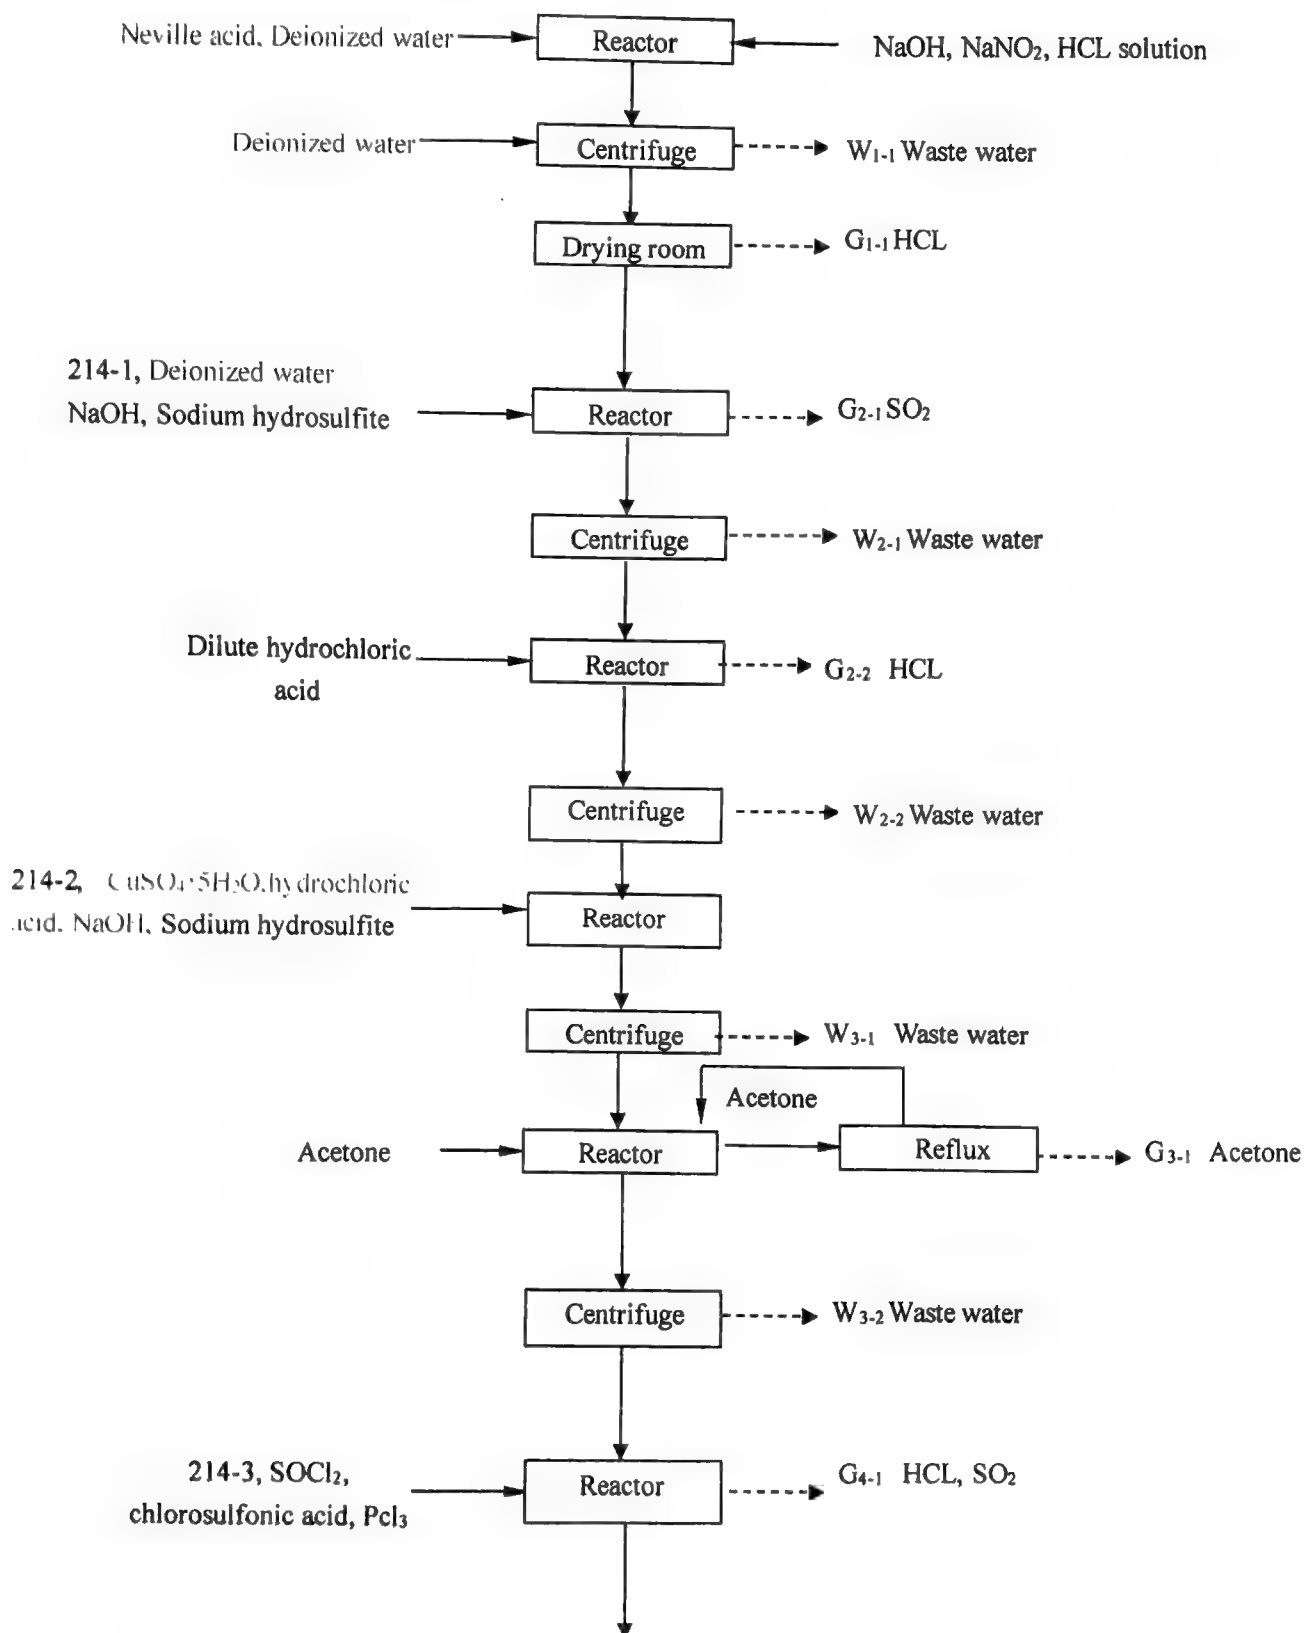 Neville acid. Deionized water
Reactor
NaOH, NaNO₂, HCL solution
Deionized water
Centrifuge
W₁₋₁ Waste water
Drying room
G₁₋₁ HCL
214-1, Deionized water
NaOH, Sodium hydrosulfite
Reactor
G₂₋₁ SO₂
Centrifuge
W₂₋₁ Waste water
Dilute hydrochloric
acid
Reactor
G₂₋₂ HCL
Centrifuge
W₂₋₂ Waste water
214-2, CuSO₄·5H₂O.hydrochloric
acid. NaOH, Sodium hydrosulfite
Reactor
Centrifuge
W₃₋₁ Waste water
Acetone
Acetone
Reactor
Reflux
G₃₋₁ Acetone
Centrifuge
W₃₋₂ Waste water
214-3, SOCl₂,
chlorosulfonic acid, Pcl₃
Reactor
G₄₋₁ HCL, SO₂